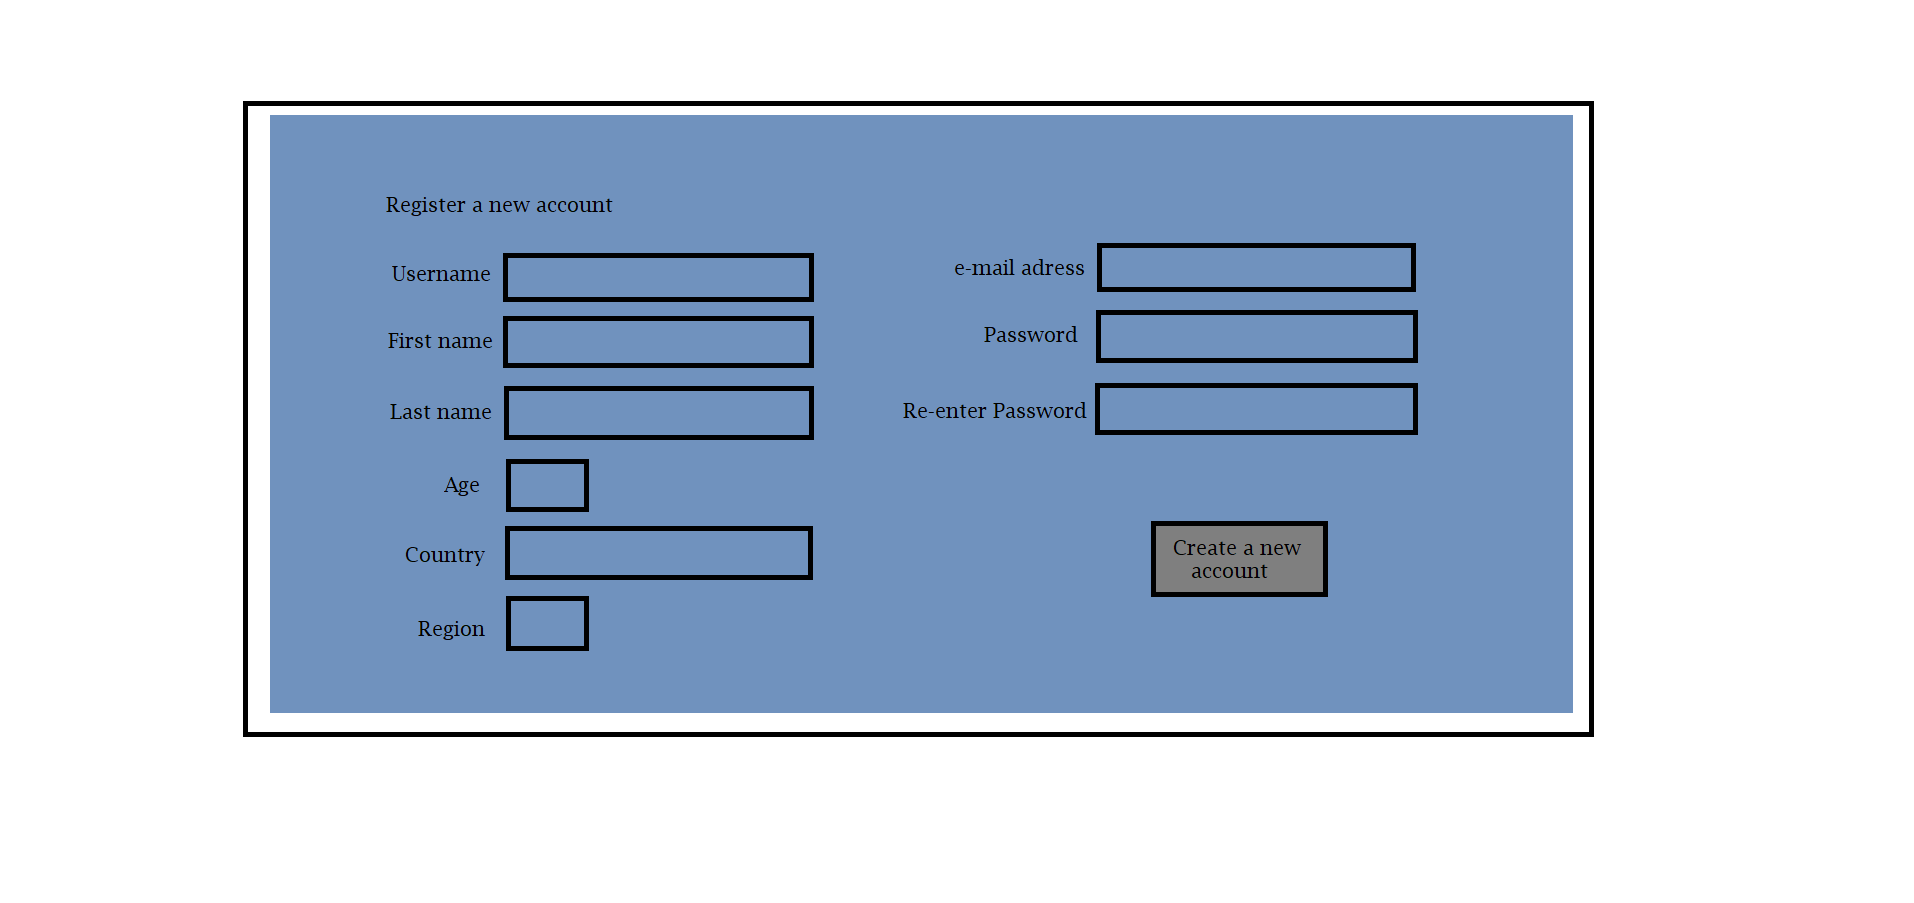 Register a new account
Username
First name
Last name
Age
Country
Region
e-mail adress
Password
Re-enter Password
Create a new
account